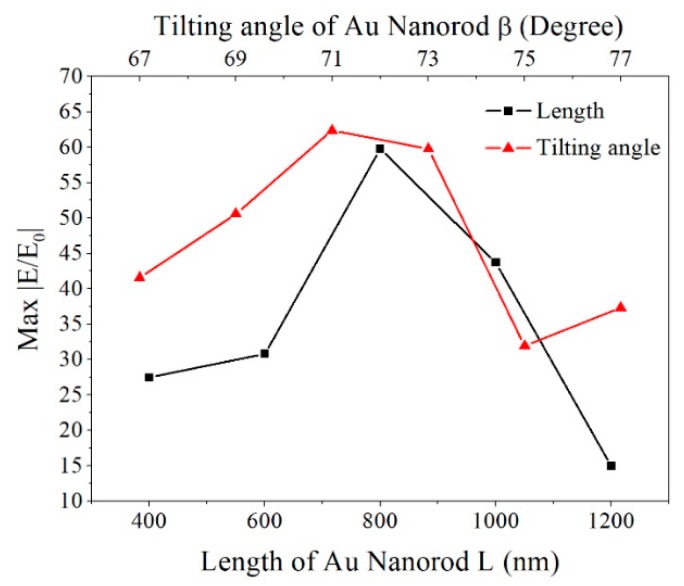 Tilting angle of Au Nanorod β (Degree)
67 69 71 73 75 77
70
65
60
55
50
45
40
35
30
25
20
15
10
Max |E/E₀|
Length
Tilting angle
400 600 800 1000 1200
Length of Au Nanorod L (nm)